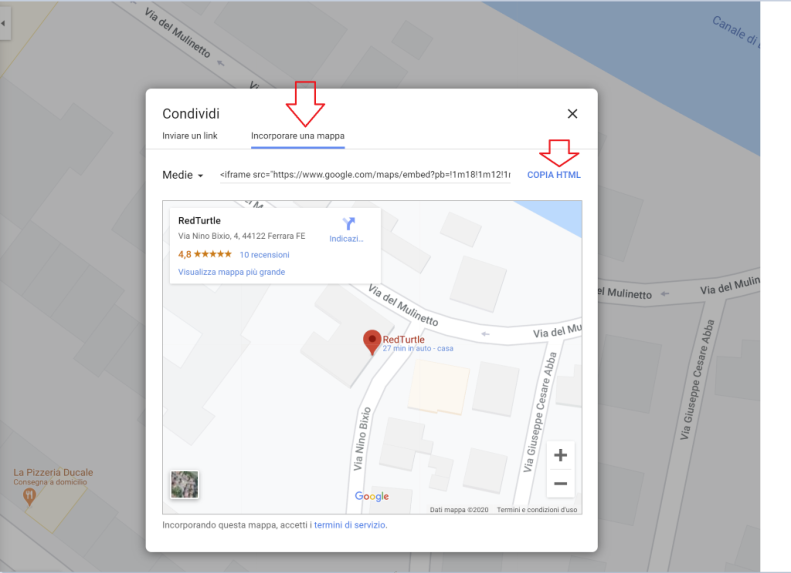 Via del Mulinetto
Canale di
Condividi
Inviare un link
Incorporare una mappa
Medie
<iframe src="https://www.google.com/maps/embed?pb=!1m18!1m12!1r
COPIA HTML
RedTurtle
Via Nino Bixio, 4, 44122 Ferrara FE
4,8 ★★★★★ 10 recensioni
Visualizza mappa più grande
Indicazi...
Via del Mulinetto
Via del Mu
RedTurtle
27 min in auto - casa
Via Nino Bixio
Via Giuseppe Cesare Abba
Google
Dati mappa ©2020 Termini e condizioni d'uso
Incorporando questa mappa, accetti i termini di servizio.
el Mulinetto
Via del Mulin
Via Giuseppe Cesare Abba
La Pizzeria Ducale
Consegna a domicilio